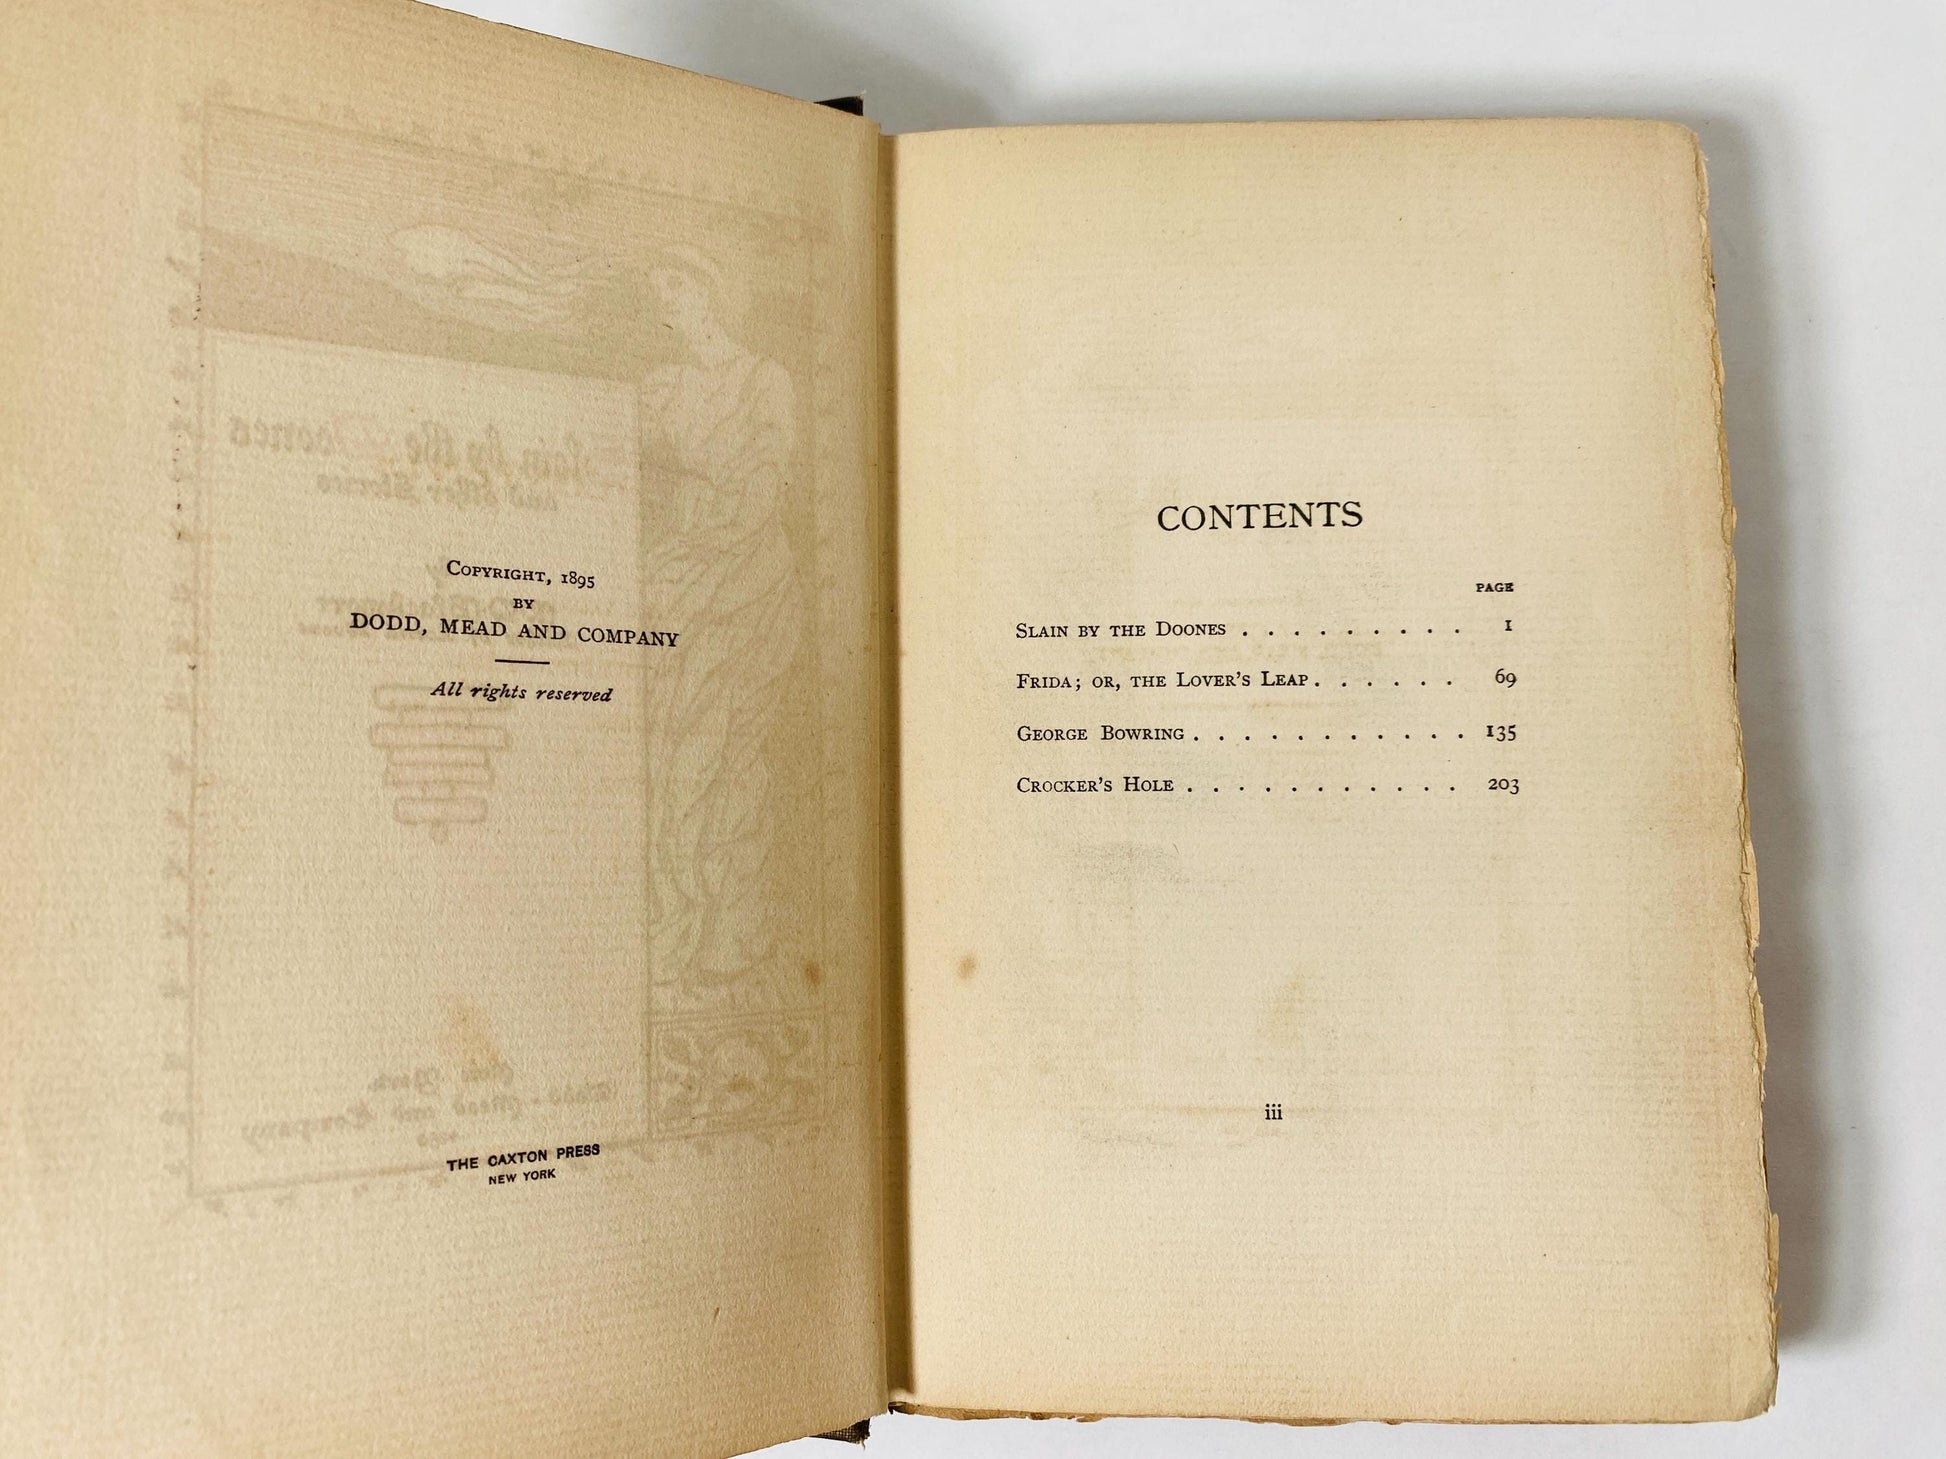 COPYRIGHT, 1895
BY
DODD, MEAD AND COMPANY
All rights reserved
THE CAXTON PRESS
NEW YORK
CONTENTS
PAGE
SLAIN BY THE DOONES . . . . . . . . . 1
FRIDA; OR, THE LOVER'S LEAP . . . . . . 69
GEORGE BOWRING . . . . . . . . . . . 135
CROCKER'S HOLE . . . . . . . . . . . 203
iii